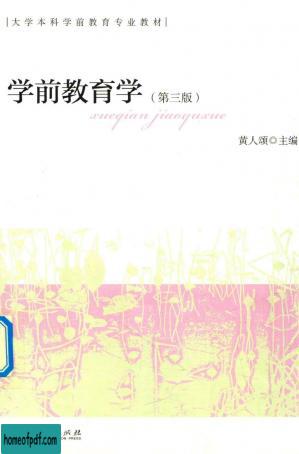 大学本科学前教育专业教材
学前教育学（第三版）
xueqian jiaoyuxue
黄人颂◎主编
homeofpdf.com